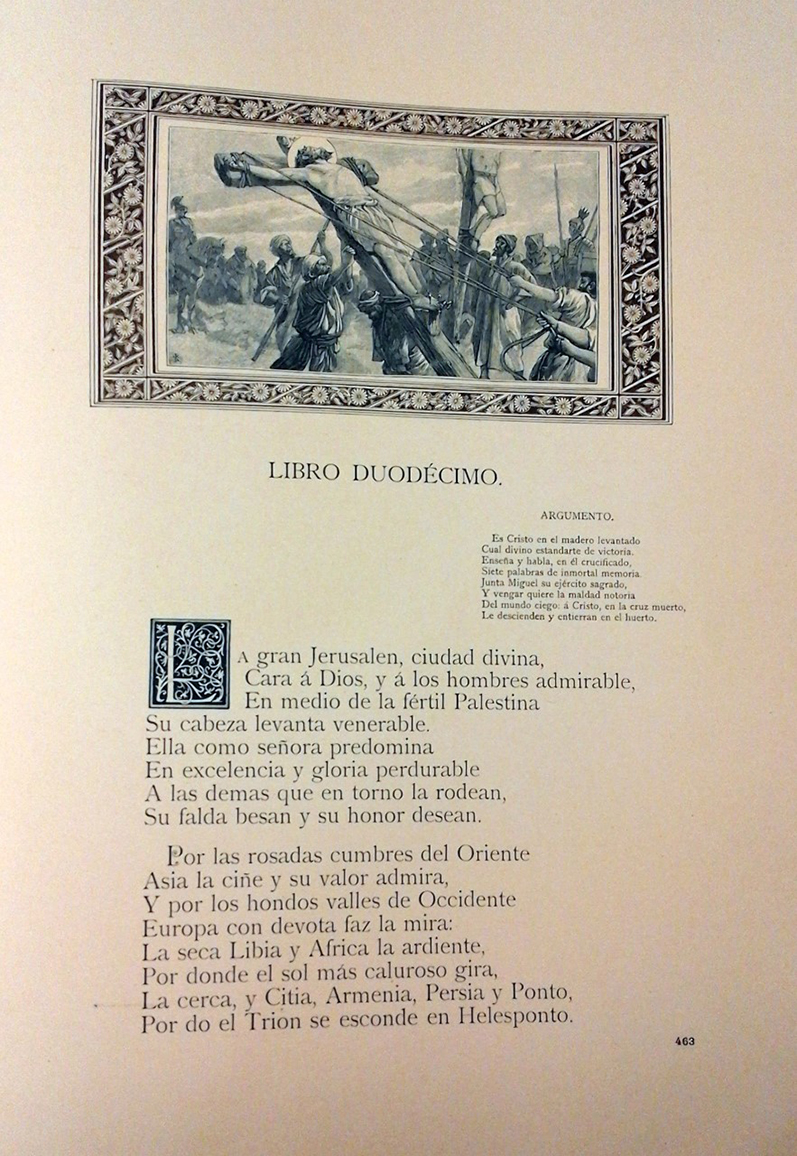 LIBRO DUODÉCIMO.
ARGUMENTO.
Es Cristo en el madero levantado
Cual divino estandarte de victoria.
Enseña y habla, en él crucificado,
Siete palabras de inmortal memoria.
Junta Miguel su ejército sagrado,
Y vengar quiere la maldad notoria
Del mundo ciego: á Cristo, en la cruz muerto,
Le descienden y entierran en el huerto.
LA gran Jerusalen, ciudad divina,
Cara á Dios, y á los hombres admirable,
En medio de la fértil Palestina
Su cabeza levanta venerable.
Ella como señora predomina
En excelencia y gloria perdurable
A las demas que en torno la rodean,
Su falda besan y su honor desean.
Por las rosadas cumbres del Oriente
Asia la ciñe y su valor admira,
Y por los hondos valles de Occidente
Europa con devota faz la mira:
La seca Libia y Africa la ardiente,
Por donde el sol más caluroso gira,
La cerca, y Citia, Armenia, Persia y Ponto,
Por do el Trion se esconde en Helesponto.
463